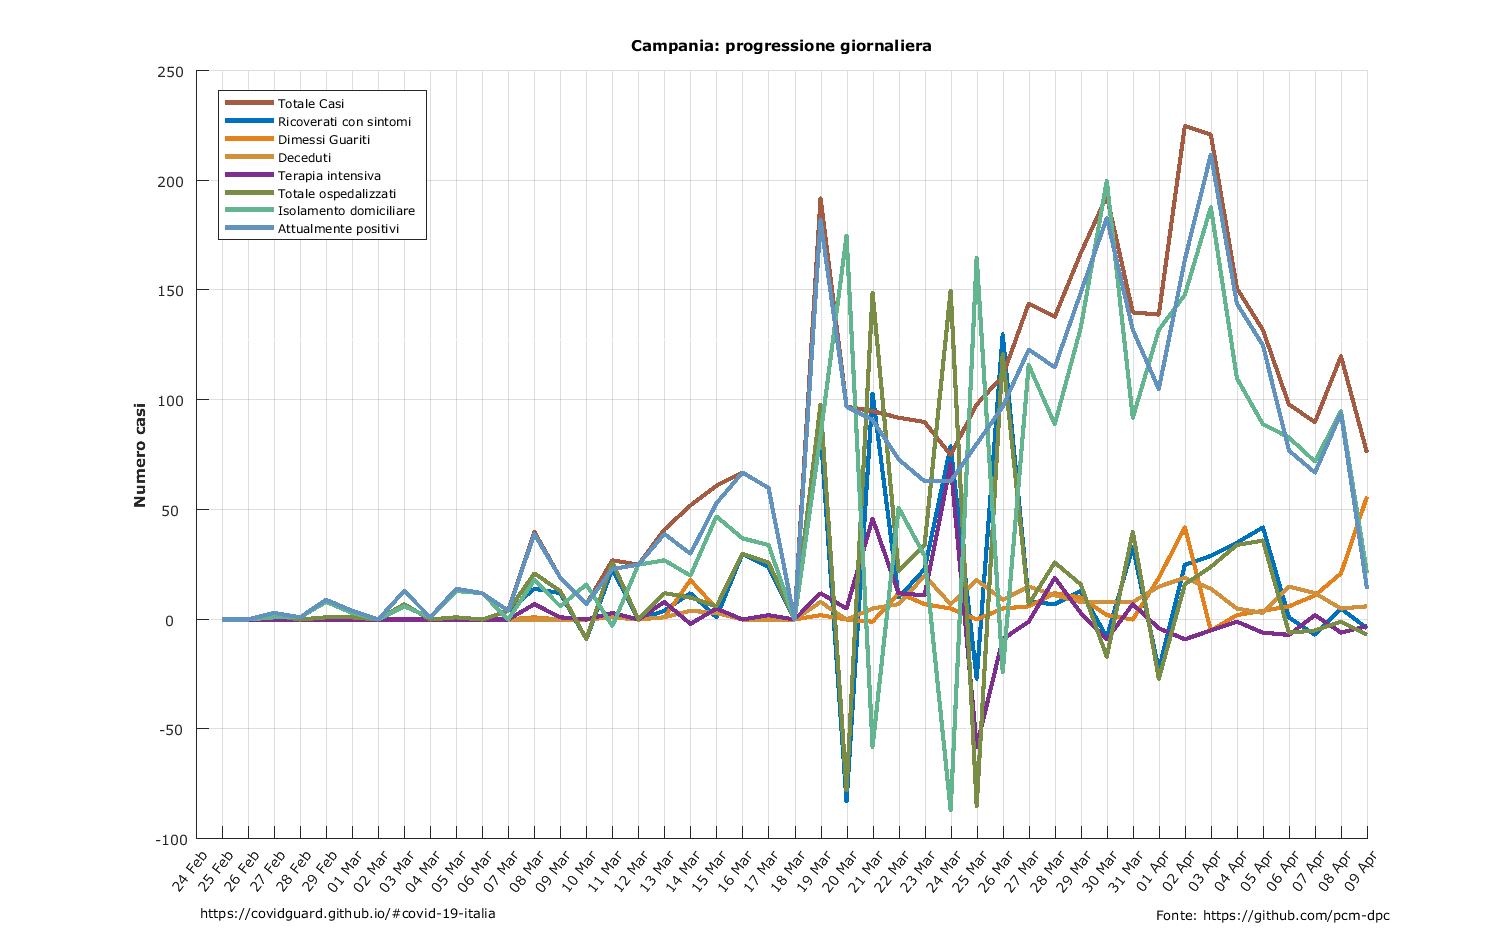 Campania: progressione giornaliera
250
200
150
100
50
0
-50
-100
Numero casi
Totale Casi
Ricoverati con sintomi
Dimessi Guariti
Deceduti
Terapia intensiva
Totale ospedalizzati
Isolamento domiciliare
Attualmente positivi
24 Feb
25 Feb
26 Feb
27 Feb
28 Feb
29 Feb
01 Mar
02 Mar
03 Mar
04 Mar
05 Mar
06 Mar
07 Mar
08 Mar
09 Mar
10 Mar
11 Mar
12 Mar
13 Mar
14 Mar
15 Mar
16 Mar
17 Mar
18 Mar
19 Mar
20 Mar
21 Mar
22 Mar
23 Mar
24 Mar
25 Mar
26 Mar
27 Mar
28 Mar
29 Mar
30 Mar
31 Mar
01 Apr
02 Apr
03 Apr
04 Apr
05 Apr
06 Apr
07 Apr
08 Apr
09 Apr
https://covidguard.github.io/#covid-19-italia
Fonte: https://github.com/pcm-dpc